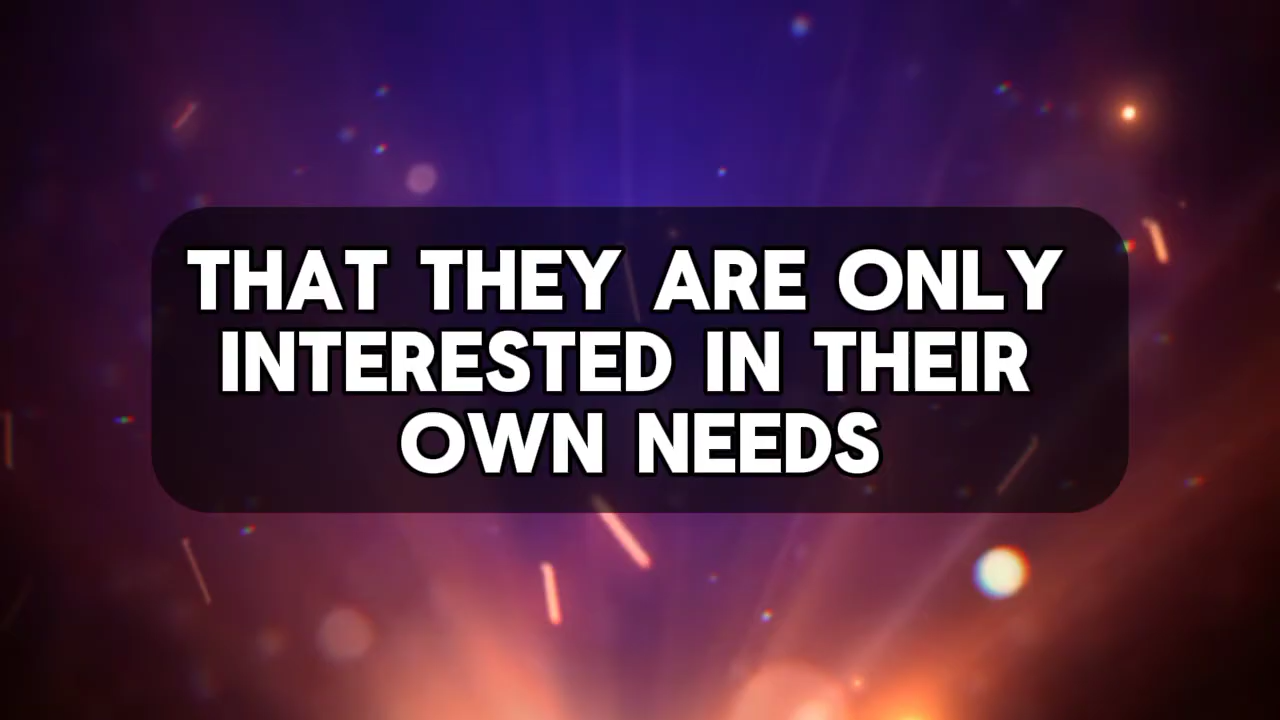 THAT THEY ARE ONLY
INTERESTED IN THEIR
OWN NEEDS